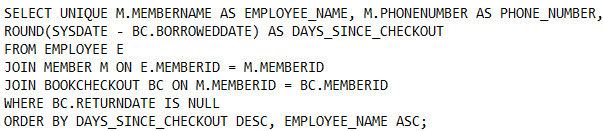 SELECT UNIQUE M.MEMBERNAME AS EMPLOYEE_NAME, M.PHONENUMBER AS PHONE_NUMBER,
ROUND(SYSDATE - BC.BORROWEDDATE) AS DAYS_SINCE_CHECKOUT
FROM EMPLOYEE E
JOIN MEMBER M ON E.MEMBERID = M.MEMBERID
JOIN BOOKCHECKOUT BC ON M.MEMBERID = BC.MEMBERID
WHERE BC.RETURNDATE IS NULL
ORDER BY DAYS_SINCE_CHECKOUT DESC, EMPLOYEE_NAME ASC;